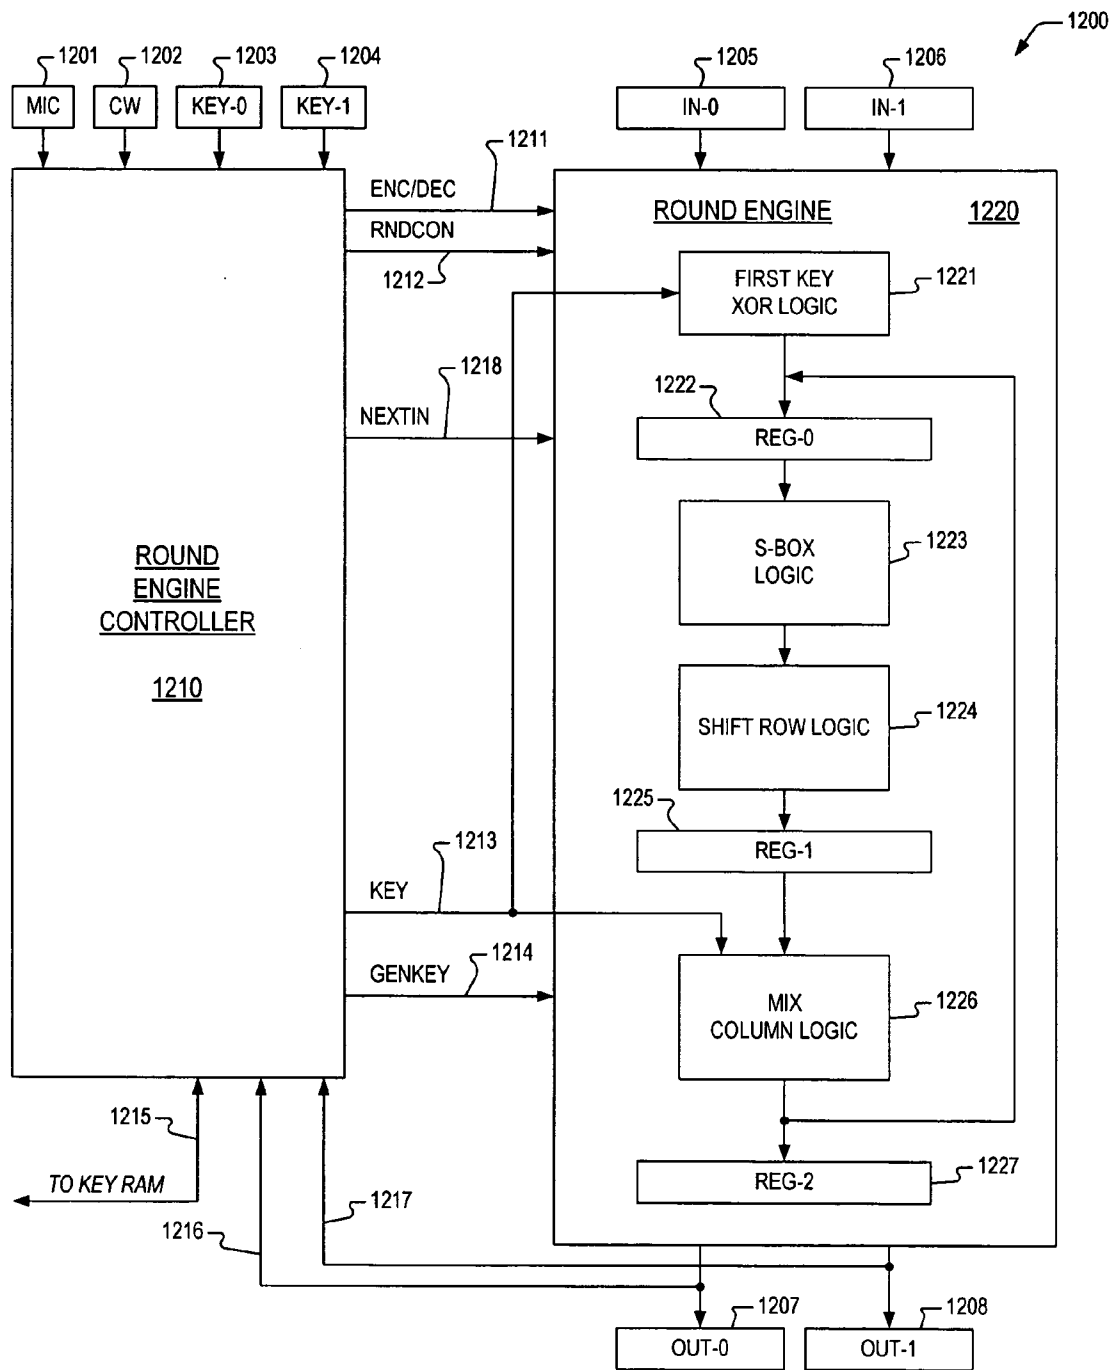 1200
1201
1202
1203
1204
1205
1206
MIC
CW
KEY-0
KEY-1
IN-0
IN-1
1211
ENC/DEC
ROUND ENGINE
1220
RNDCON
1212
FIRST KEY
XOR LOGIC
1221
1218
NEXTIN
1222
REG-0
S-BOX
LOGIC
1223
ROUND
ENGINE
CONTROLLER
1210
SHIFT ROW LOGIC
1224
1225
REG-1
1213
KEY
1214
GENKEY
MIX
COLUMN LOGIC
1226
1215
TO KEY RAM
REG-2
1227
1216
1217
1207
1208
OUT-0
OUT-1